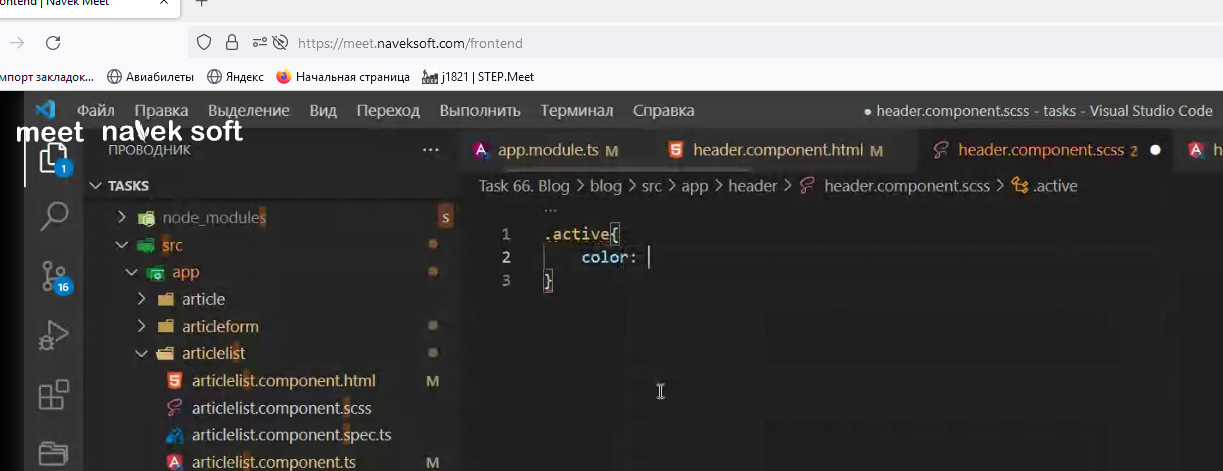 ontend | Navek Meet
https://meet.naveksoft.com/frontend
мпорт закладок... Авиабилеты Яндекс Начальная страница j1821 | STEP.Meet
Файл Правка Выделение Вид Переход Выполнить Терминал Справка ● header.component.scss - tasks - Visual Studio Code
meet navek soft
ПРОВОДНИК ... app.module.ts M header.component.html M header.component.scss 2 h
1
TASKS
Task 66. Blog > blog > src > app > header > header.component.scss > .active
node_modules s
...
src
1 .active{
app
2 color:
16
article
3 }
articleform
articlelist
articlelist.component.html M
articlelist.component.scss
articlelist.component.spec.ts
articlelist.component.ts M